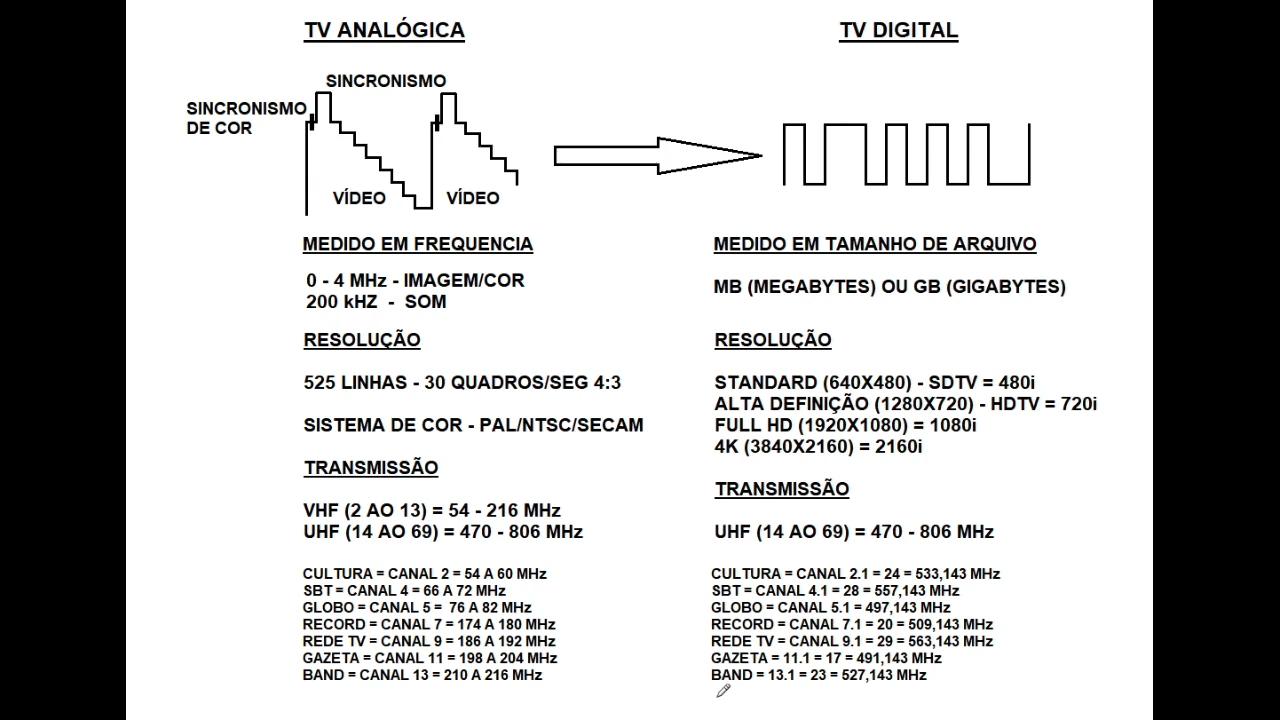 TV ANALÓGICA
SINCRONISMO
SINCRONISMO
DE COR
VÍDEO
VÍDEO
MEDIDO EM FREQUENCIA
0 - 4 MHz - IMAGEM/COR
200 kHZ - SOM
RESOLUÇÃO
525 LINHAS - 30 QUADROS/SEG 4:3
SISTEMA DE COR - PAL/NTSC/SECAM
TRANSMISSÃO
VHF (2 AO 13) = 54 - 216 MHz
UHF (14 AO 69) = 470 - 806 MHz
CULTURA = CANAL 2 = 54 A 60 MHz
SBT = CANAL 4 = 66 A 72 MHz
GLOBO = CANAL 5 = 76 A 82 MHz
RECORD = CANAL 7 = 174 A 180 MHz
REDE TV = CANAL 9 = 186 A 192 MHz
GAZETA = CANAL 11 = 198 A 204 MHz
BAND = CANAL 13 = 210 A 216 MHz
TV DIGITAL
MEDIDO EM TAMANHO DE ARQUIVO
MB (MEGABYTES) OU GB (GIGABYTES)
RESOLUÇÃO
STANDARD (640X480) - SDTV = 480i
ALTA DEFINIÇÃO (1280X720) - HDTV = 720i
FULL HD (1920X1080) = 1080i
4K (3840X2160) = 2160i
TRANSMISSÃO
UHF (14 AO 69) = 470 - 806 MHz
CULTURA = CANAL 2.1 = 24 = 533,143 MHz
SBT = CANAL 4.1 = 28 = 557,143 MHz
GLOBO = CANAL 5.1 = 497,143 MHz
RECORD = CANAL 7.1 = 20 = 509,143 MHz
REDE TV = CANAL 9.1 = 29 = 563,143 MHz
GAZETA = 11.1 = 17 = 491,143 MHz
BAND = 13.1 = 23 = 527,143 MHz